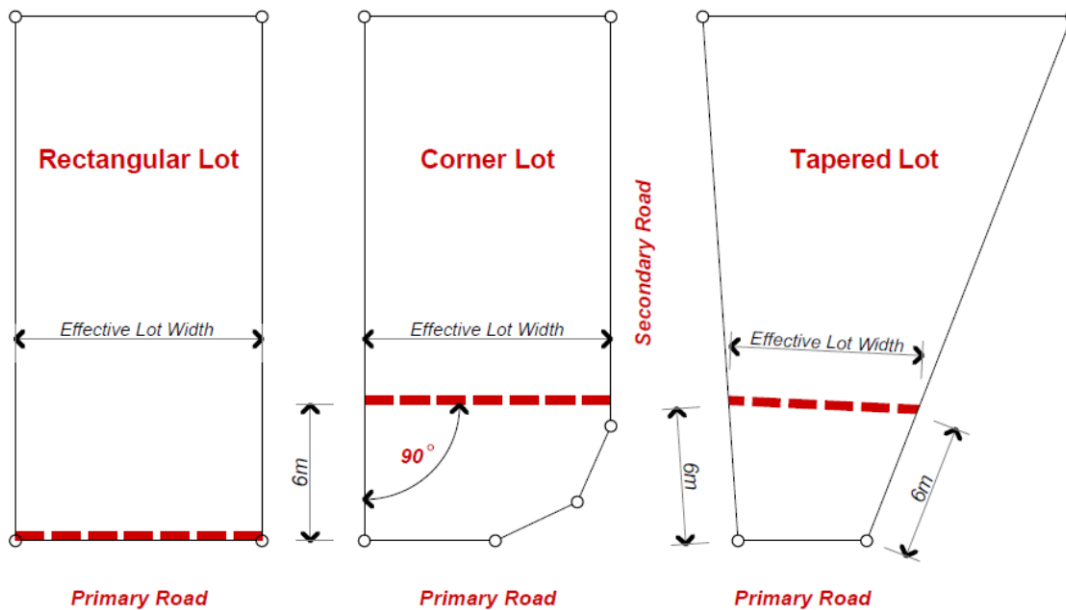 Rectangular Lot
Corner Lot
Tapered Lot
Secondary Road
Effective Lot Width
Effective Lot Width
Effective Lot Width
6m
90°
6m
6m
Primary Road
Primary Road
Primary Road